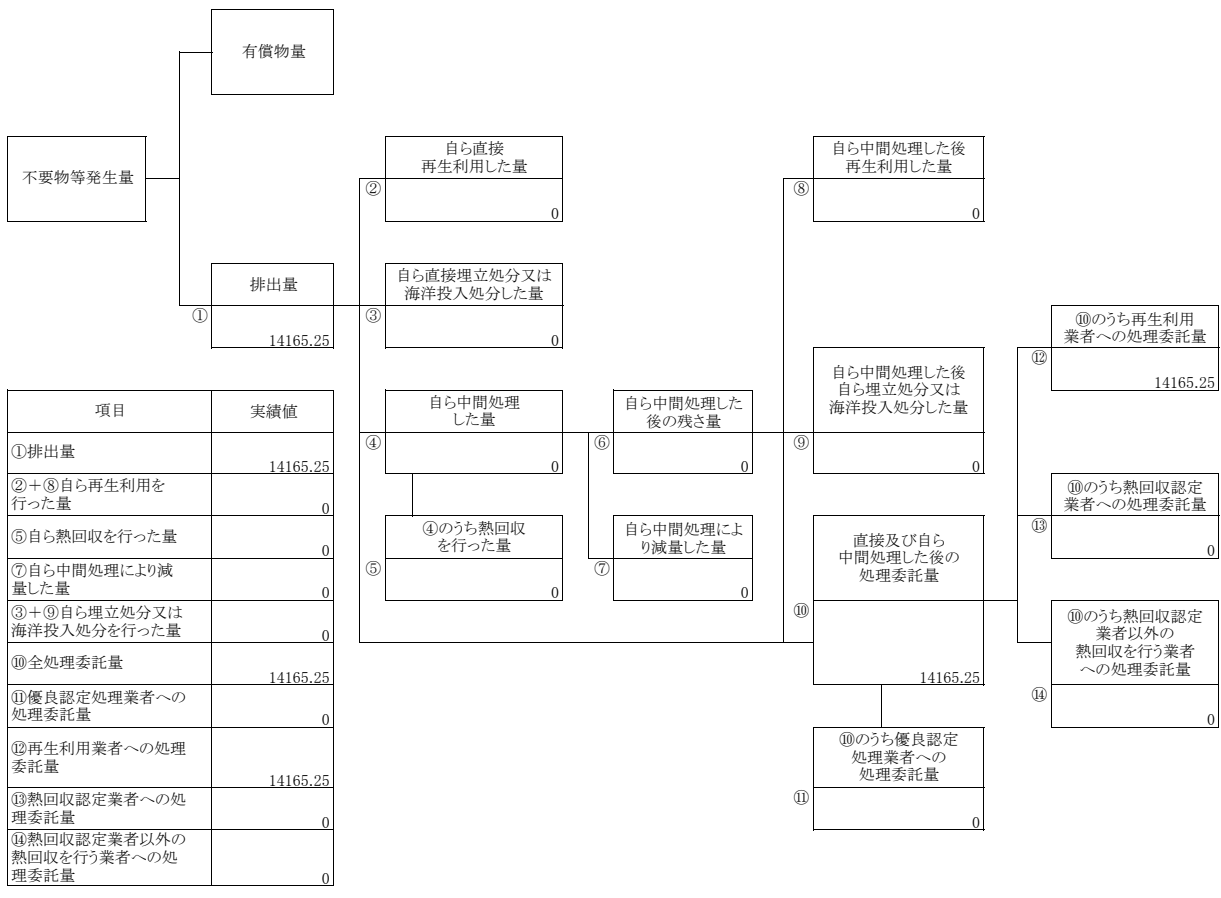 有償物量
不要物等発生量
自ら直接
再生利用した量
②
0
自ら中間処理した後
再生利用した量
⑧
0
排出量
①
14165.25
自ら直接埋立処分又は
海洋投入処分した量
③
0
⑩のうち再生利用
業者への処理委託量
⑫
14165.25
自ら中間処理
した量
④
0
自ら中間処理した
後の残さ量
⑥
0
自ら中間処理した後
自ら埋立処分又は
海洋投入処分した量
⑨
0
⑩のうち熱回収認定
業者への処理委託量
⑬
0
④のうち熱回収
を行った量
⑤
0
自ら中間処理によ
り減量した量
⑦
0
直接及び自ら
中間処理した後の
処理委託量
⑩
14165.25
⑩のうち熱回収認定
業者以外の
熱回収を行う業者
への処理委託量
⑭
0
⑩のうち優良認定
処理業者への
処理委託量
⑪
0
項目 実績値
①排出量
14165.25
②＋⑧自ら再生利用を
行った量
0
⑤自ら熱回収を行った量
0
⑦自ら中間処理により減
量した量
0
③＋⑨自ら埋立処分又は
海洋投入処分を行った量
0
⑩全処理委託量
14165.25
⑪優良認定処理業者への
処理委託量
0
⑫再生利用業者への処理
委託量
14165.25
⑬熱回収認定業者への処
理委託量
0
⑭熱回収認定業者以外の
熱回収を行う業者への処
理委託量
0